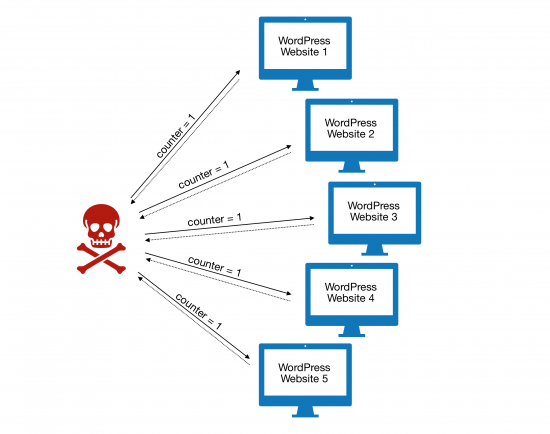 WordPress
Website 1
counter = 1
WordPress
Website 2
counter = 1
WordPress
Website 3
counter = 1
WordPress
Website 4
counter = 1
WordPress
Website 5
counter = 1